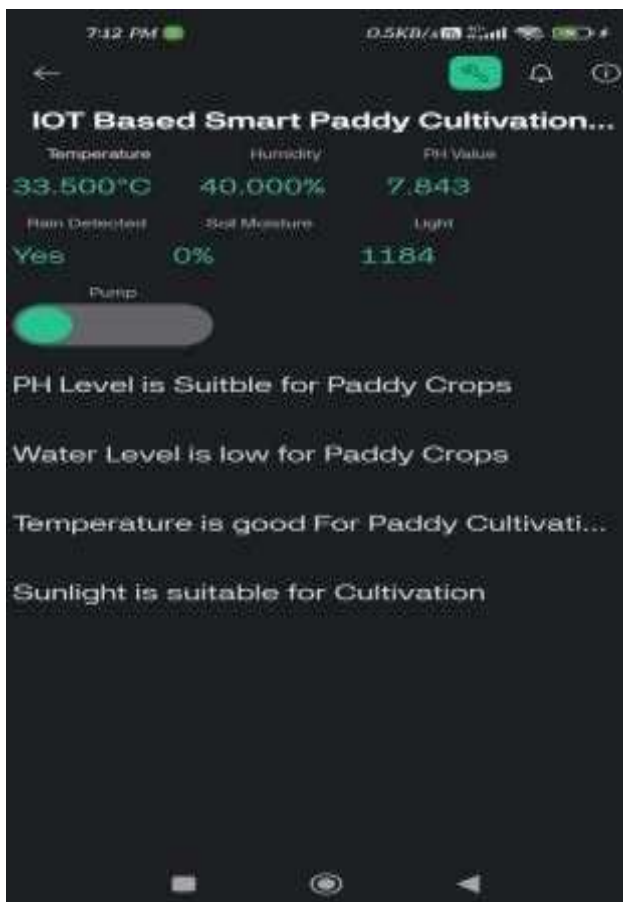 7:12 PM
0.5KB/s
IOT Based Smart Paddy Cultivation...
Temperature Humidity PH Value
33.500°C 40.000% 7.843
Rain Detected Soil Moisture Light
Yes 0% 1184
Pump
PH Level is Suitble for Paddy Crops
Water Level is low for Paddy Crops
Temperature is good For Paddy Cultivati...
Sunlight is suitable for Cultivation